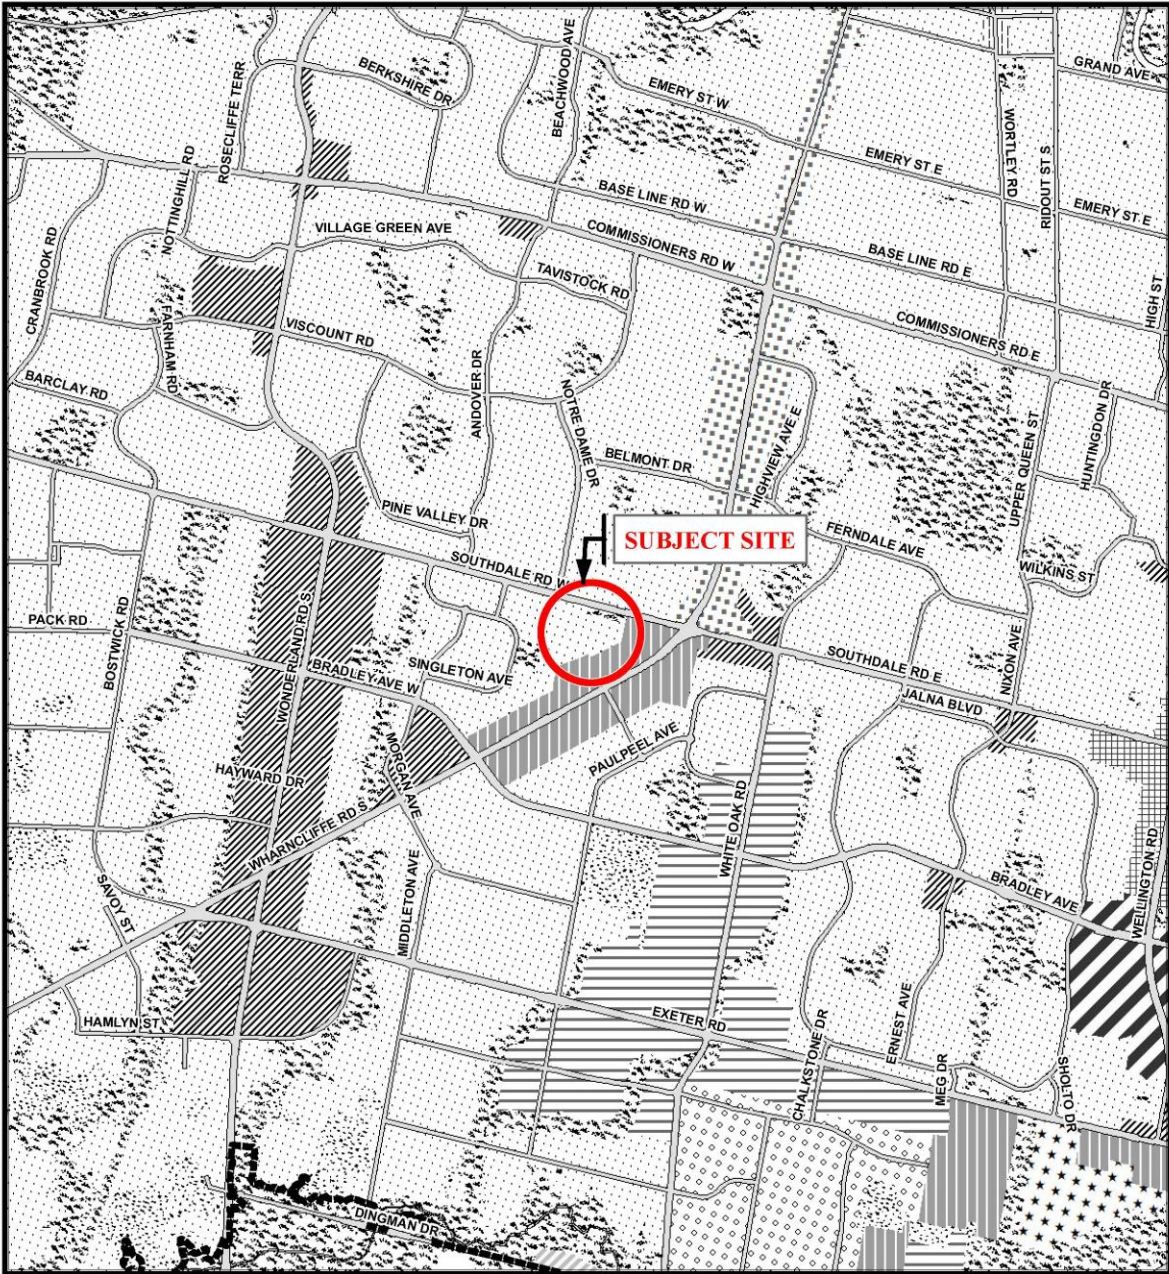 GRAND AVE
BERKSHIRE DR
BEACHWOOD AVE
EMERY ST W
ROSECLIFFE TERR
WORTLEY RD
RIDOUT ST S
EMERY ST E
NOTTINGHILL RD
BASE LINE RD W
EMERY ST E
VILLAGE GREEN AVE
COMMISSIONERS RD W
BASE LINE RD E
CRANBROOK RD
TAVISTOCK RD
HIGH ST
FARNHAM RD
VISCOUNT RD
COMMISSIONERS RD E
BARCLAY RD
ANDOVER DR
NOTRE DAME DR
HUNTINGDON DR
UPPER QUEEN ST
BELMONT DR
HIGHVIEW AVE E
PINE VALLEY DR
SUBJECT SITE
FERNDALE AVE
SOUTHDALE RD W
WILKINS ST
PACK RD
BOSTWICK RD
WONDERLAND RD S
BRADLEY AVE W
SINGLETON AVE
SOUTHDALE RD E
NIXON AVE
JALNA BLVD
MORGAN AVE
PAULPEEL AVE
HAYWARD DR
WHARNCLIFFE RD S
WHITE OAK RD
BRADLEY AVE
WELLINGTON RD
SAVOY ST
MIDDLETON AVE
EXETER RD
HAMLYN ST
CHALKSTONE DR
ERNEST AVE
MEG DR
SHOLTO DR
DINGMAN DR